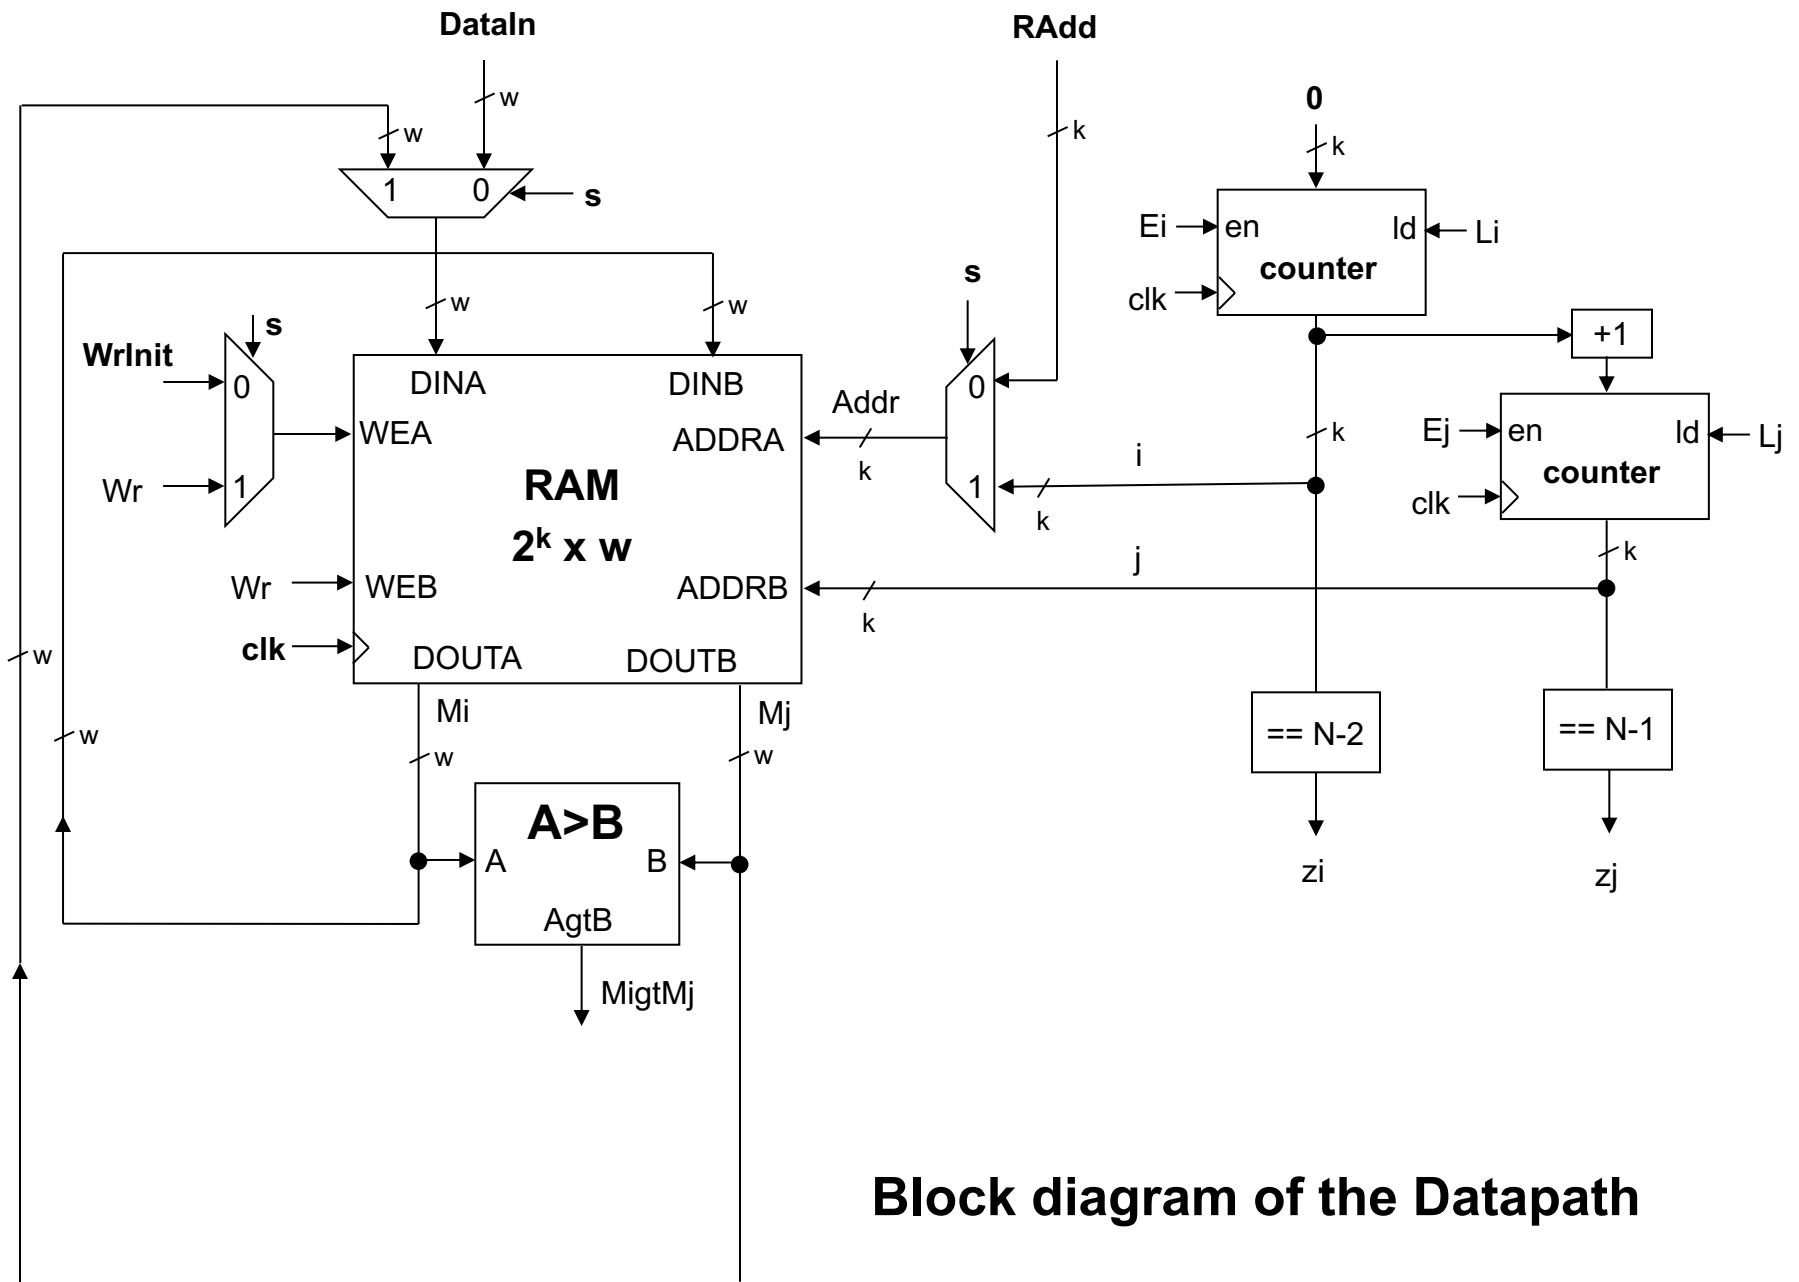 DataIn
RAdd
w
w
k
0
k
1 0
s
Ei
en
ld
Li
counter
clk
s
w
w
s
WrInit
0
+1
DINA
DINB
0
Addr
WEA
ADDRA
k
k
Ej
en
ld
Lj
counter
clk
Wr
1
RAM
2ᵏ x w
1
i
k
k
j
Wr
WEB
ADDRB
k
clk
DOUTA
DOUTB
w
w
Mi
Mj
w
w
== N-2
== N-1
A>B
A
B
AgtB
zi
zj
MigtMj
Block diagram of the Datapath